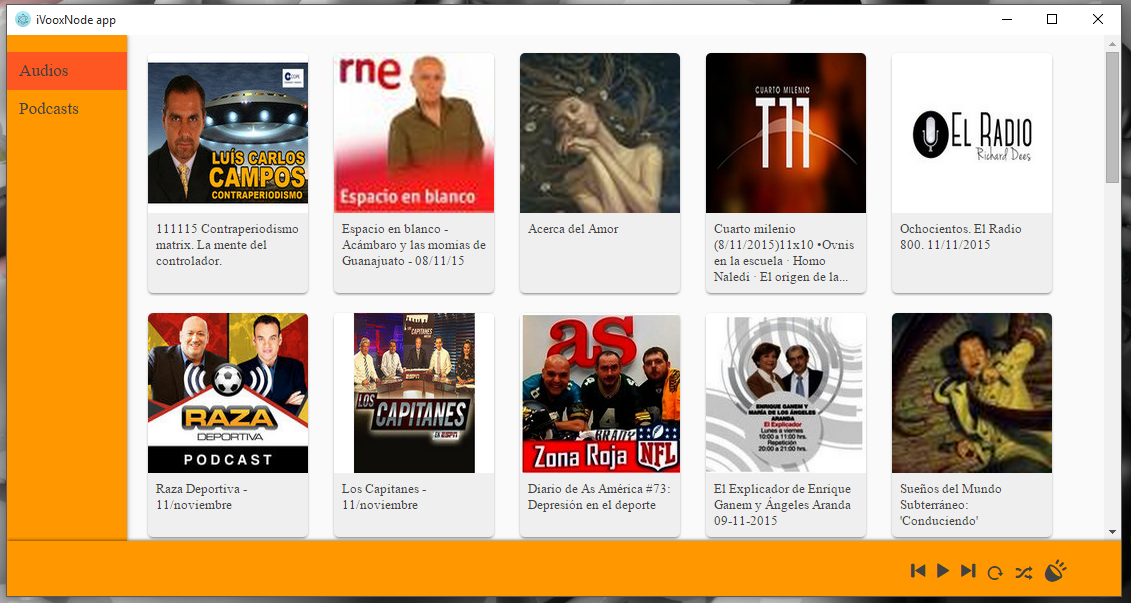 iVooxNode app
Audios
Podcasts
COPE
LUÍS CARLOS
CAMPOS
CONTRAPERIODISMO
111115 Contraperiodismo
matrix. La mente del
controlador.
rne
Espacio en blanco
Espacio en blanco -
Acámbaro y las momias de
Guanajuato - 08/11/15
Acerca del Amor
CUARTO MILENIO
T11
Cuarto milenio
(8/11/2015)11x10 •Ovnis
en la escuela · Homo
Naledi · El origen de la...
EL RADIO
Richard Dees
Ochocientos. El Radio
800. 11/11/2015
RAZA
DEPORTIVA
PODCAST
Raza Deportiva -
11/noviembre
LOS
CAPITANES
EN ESPN
Los Capitanes -
11/noviembre
as
BRADY
Zona Roja
NFL
Diario de As América #73:
Depresión en el deporte
ENRIQUE GANEM Y
MARÍA DE LOS ÁNGELES
ARANDA
El Explicador
Lunes a viernes
10:00 a 11:00 hrs.
Repetición
20:00 a 21:00 hrs.
El Explicador de Enrique
Ganem y Ángeles Aranda
09-11-2015
Sueños del Mundo
Subterráneo:
'Conduciendo'